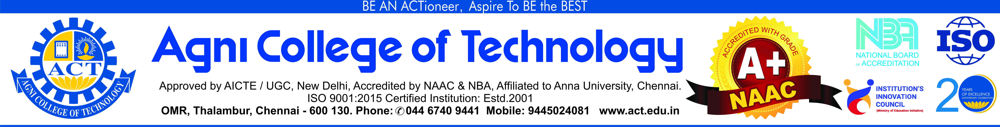 BE AN ACTioneer, Aspire To BE the BEST
ACT
AGNI COLLEGE OF TECHNOLOGY
Agni College of Technology
Approved by AICTE / UGC, New Delhi, Accredited by NAAC & NBA, Affiliated to Anna University, Chennai.
ISO 9001:2015 Certified Institution: Estd.2001
OMR, Thalambur, Chennai - 600 130. Phone: ✆ 044 6740 9441 Mobile: 9445024081 www.act.edu.in
ACCREDITED WITH GRADE
A+
NAAC
NBA
NATIONAL BOARD
OF ACCREDITATION
ISO
INSTITUTION'S
INNOVATION
COUNCIL
(Ministry of Education Initiative)
20
YEARS
OF EXCELLENCE
ANNIVERSARY CELEBRATION